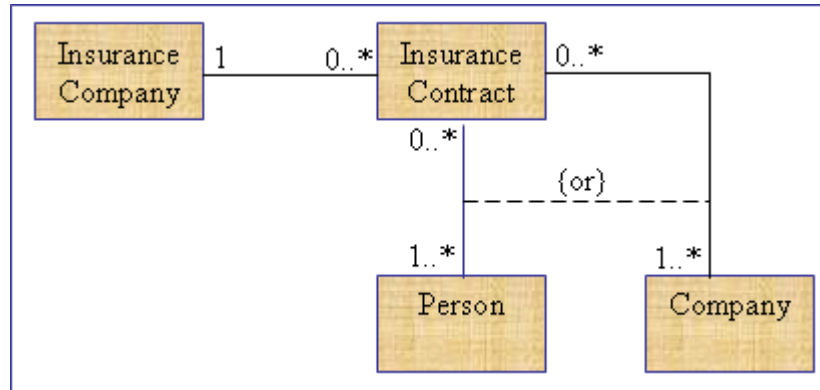 Insurance
Company
1
0..*
Insurance
Contract
0..*
0..*
{or}
1..*
1..*
Person
Company